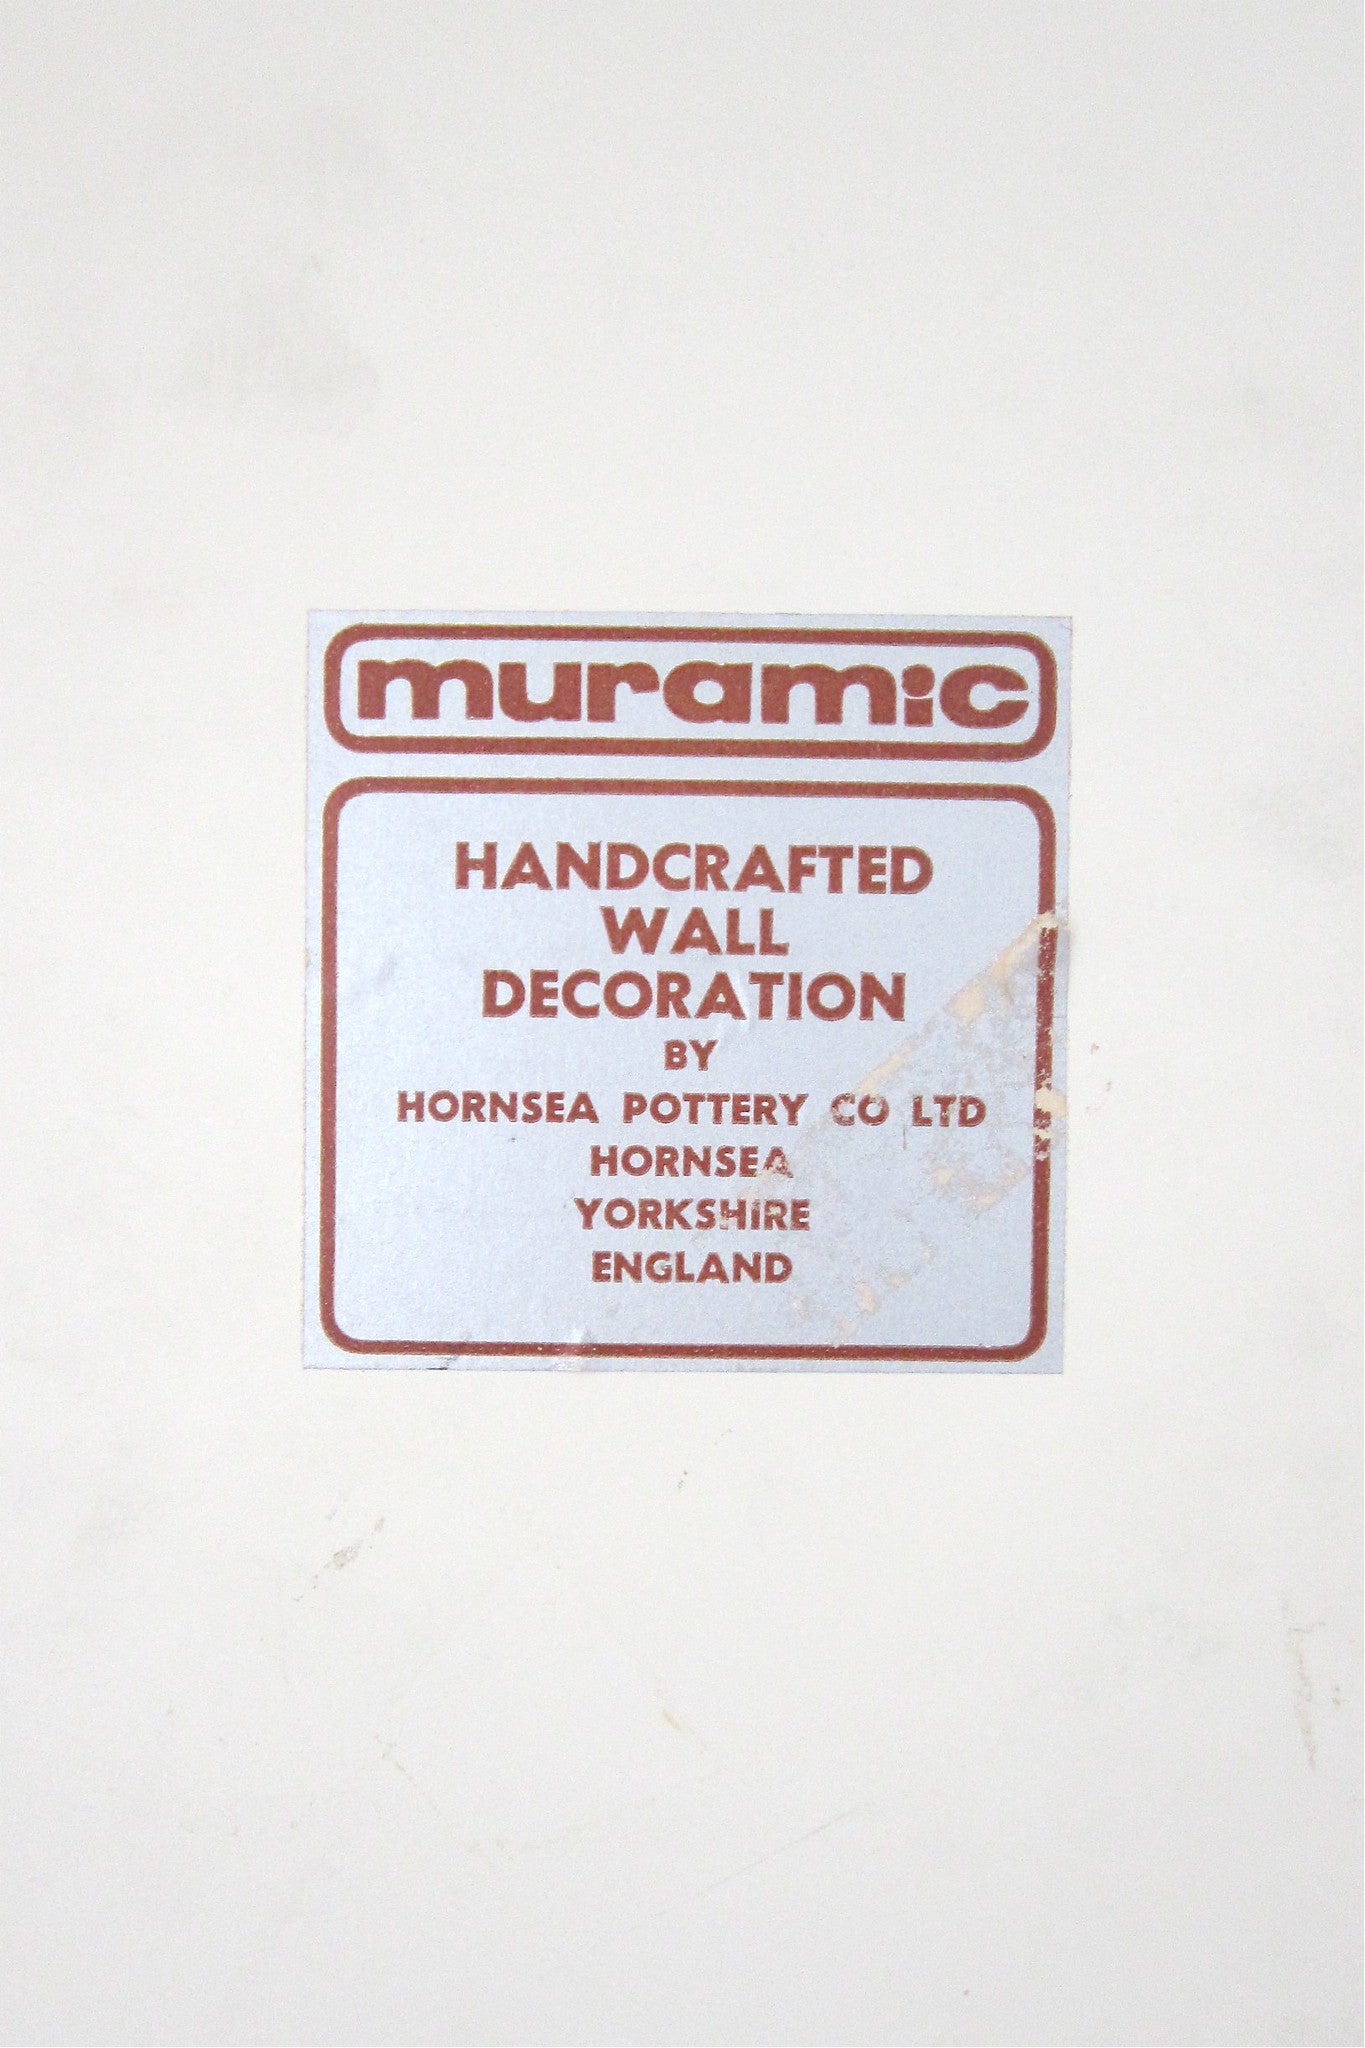 muramic
HANDCRAFTED
WALL
DECORATION
BY
HORNSEA POTTERY CO LTD
HORNSEA
YORKSHIRE
ENGLAND